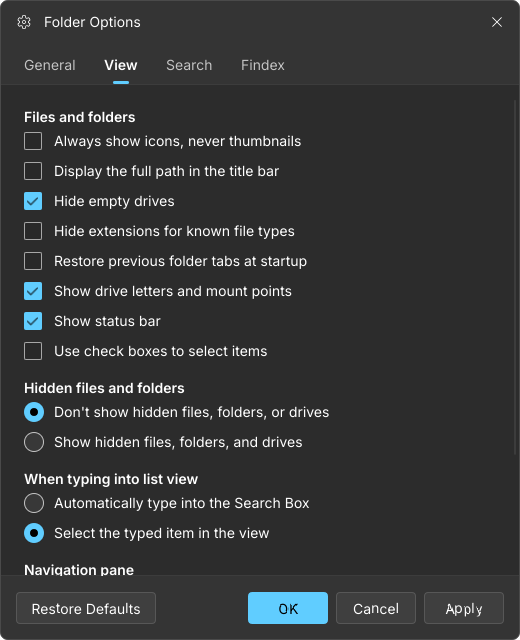 Folder Options
General View Search Findex
Files and folders
Always show icons, never thumbnails
Display the full path in the title bar
Hide empty drives
Hide extensions for known file types
Restore previous folder tabs at startup
Show drive letters and mount points
Show status bar
Use check boxes to select items
Hidden files and folders
Don't show hidden files, folders, or drives
Show hidden files, folders, and drives
When typing into list view
Automatically type into the Search Box
Select the typed item in the view
Navigation pane
Restore Defaults OK Cancel Apply